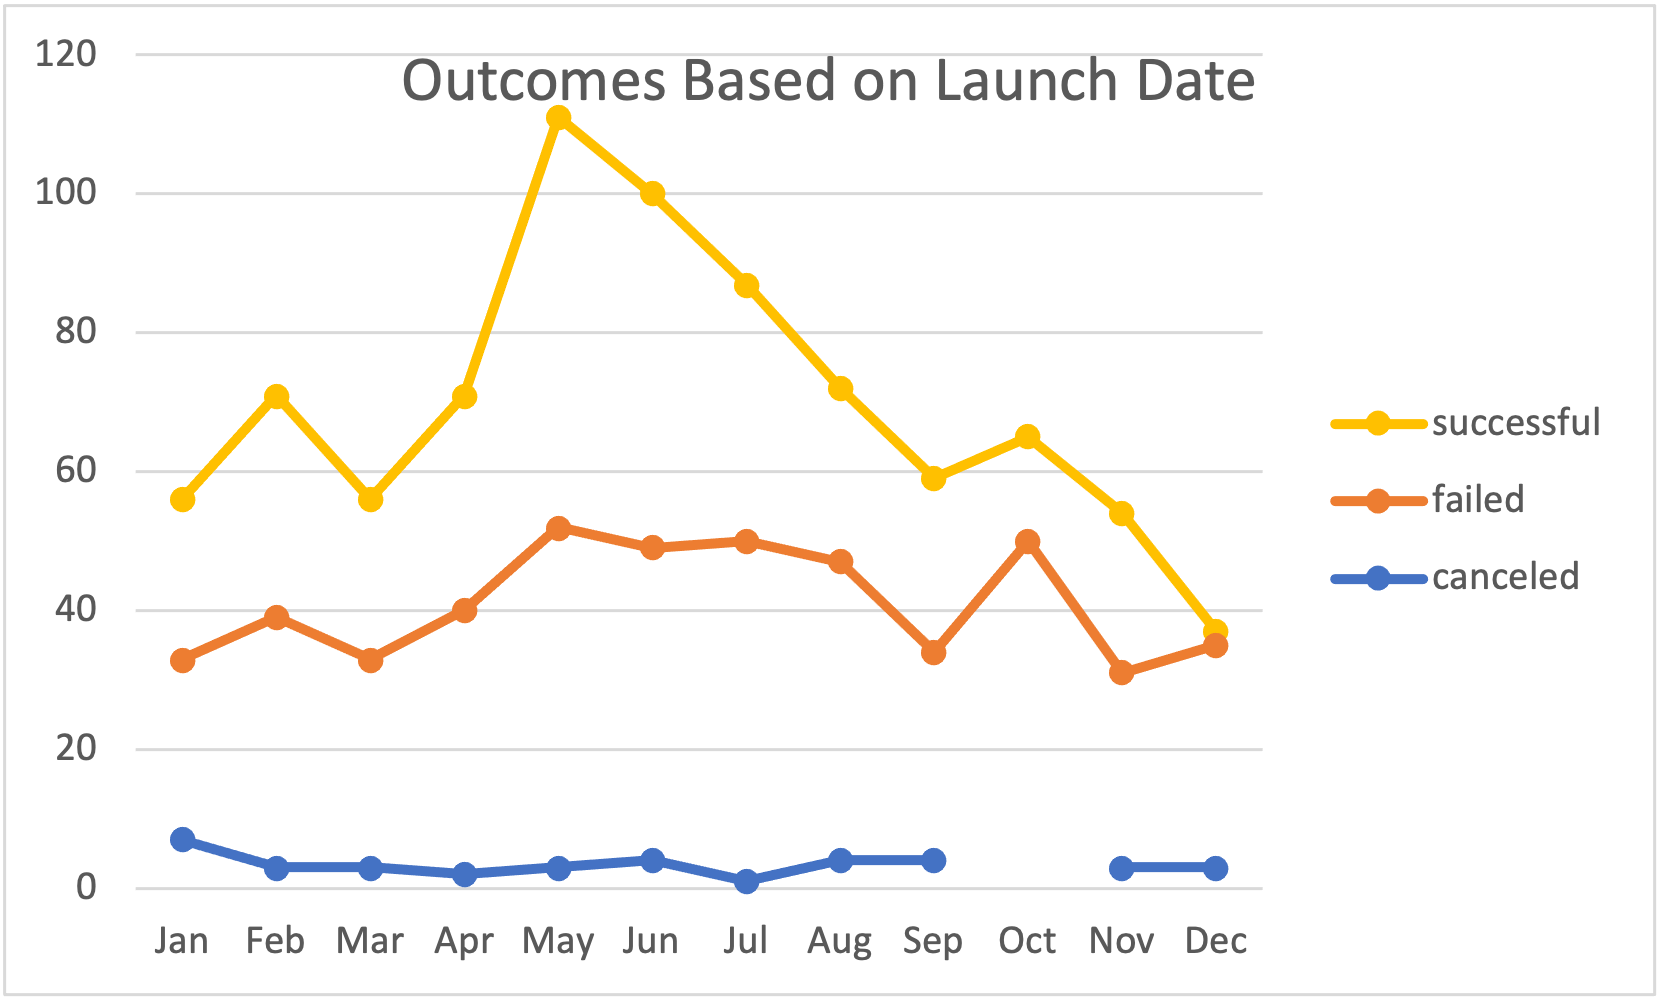 Outcomes Based on Launch Date
120
100
80
60
40
20
0
Jan Feb Mar Apr May Jun Jul Aug Sep Oct Nov Dec
successful
failed
canceled